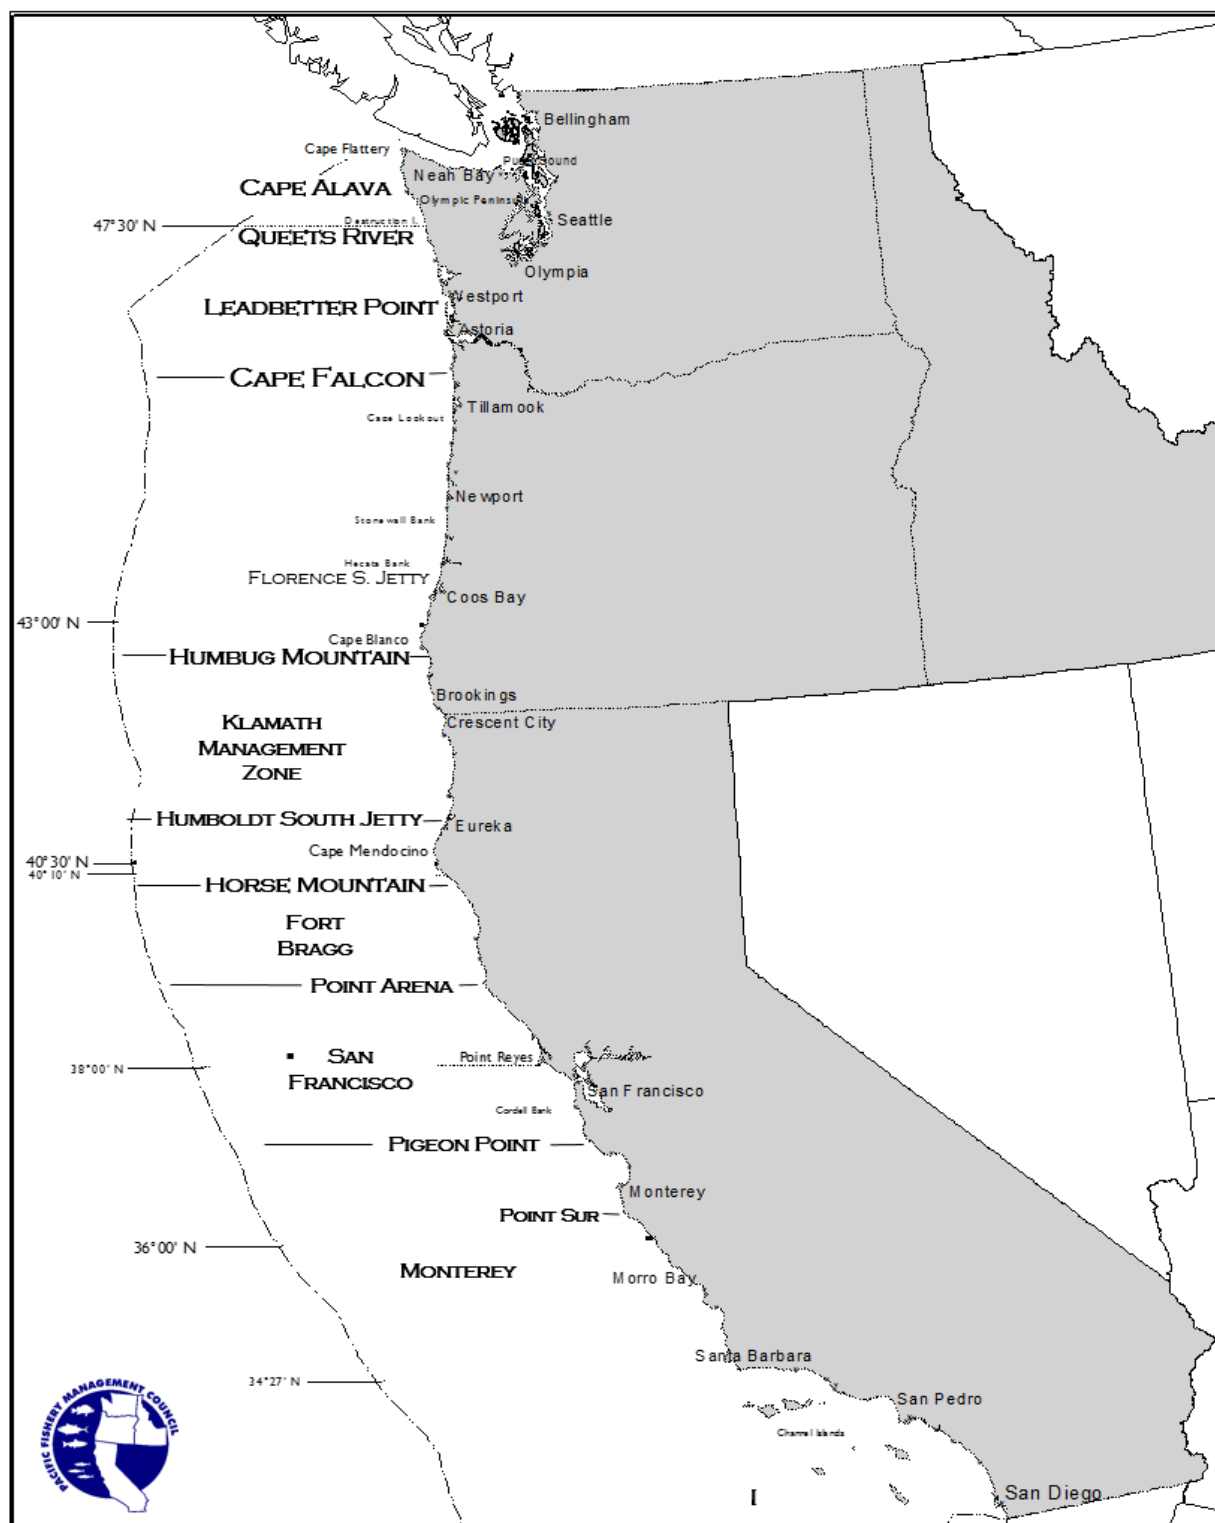 Bellingham
Cape Flattery
Puget Sound
Neah Bay
CAPE ALAVA
Olympic Peninsula
Destruction I.
Seattle
47°30' N
QUEETS RIVER
Olympia
Westport
LEADBETTER POINT
Astoria
CAPE FALCON
Tillamook
Cape Lookout
Newport
Stonewall Bank
Hecata Bank
FLORENCE S. JETTY
Coos Bay
43°00' N
Cape Blanco
HUMBUG MOUNTAIN
Brookings
Crescent City
KLAMATH
MANAGEMENT
ZONE
HUMBOLDT SOUTH JETTY
Eureka
Cape Mendocino
40°30' N
40°10' N
HORSE MOUNTAIN
FORT
BRAGG
POINT ARENA
SAN
FRANCISCO
Point Reyes
38°00' N
San Francisco
Cordell Bank
PIGEON POINT
Monterey
POINT SUR
36°00' N
MONTEREY
Morro Bay
Santa Barbara
34°27' N
San Pedro
Channel Islands
San Diego
PACIFIC FISHERY MANAGEMENT COUNCIL